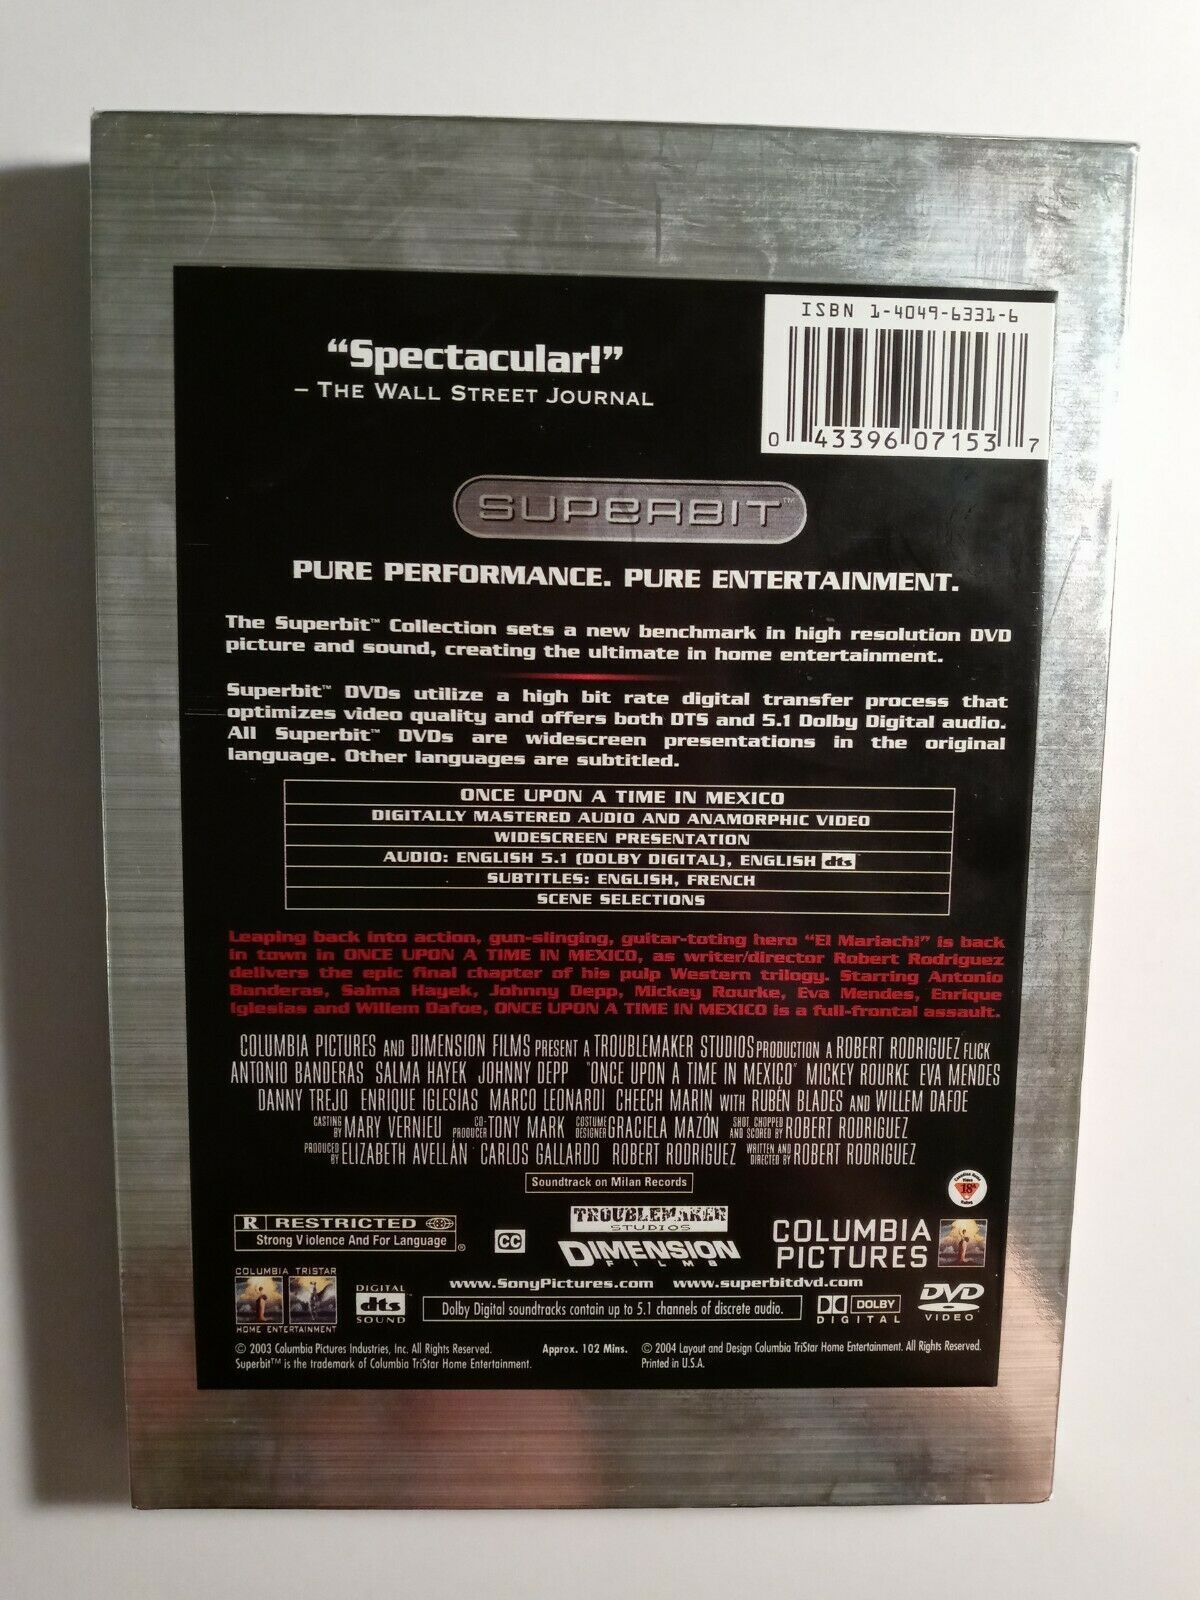 ISBN 1-4049-6331-6
"Spectacular!"
– THE WALL STREET JOURNAL
0 43396 07153 7
SUPERBIT™
PURE PERFORMANCE. PURE ENTERTAINMENT.
The Superbit™ Collection sets a new benchmark in high resolution DVD
picture and sound, creating the ultimate in home entertainment.
Superbit™ DVDs utilize a high bit rate digital transfer process that
optimizes video quality and offers both DTS and 5.1 Dolby Digital audio.
All Superbit™ DVDs are widescreen presentations in the original
language. Other languages are subtitled.
ONCE UPON A TIME IN MEXICO
DIGITALLY MASTERED AUDIO AND ANAMORPHIC VIDEO
WIDESCREEN PRESENTATION
AUDIO: ENGLISH 5.1 (DOLBY DIGITAL), ENGLISH dts
SUBTITLES: ENGLISH, FRENCH
SCENE SELECTIONS
Leaping back into action, gun-slinging, guitar-toting hero "El Mariachi" is back
in town in ONCE UPON A TIME IN MEXICO, as writer/director Robert Rodriguez
delivers the epic final chapter of his pulp Western trilogy. Starring Antonio
Banderas, Salma Hayek, Johnny Depp, Mickey Rourke, Eva Mendes, Enrique
Iglesias and Willem Dafoe, ONCE UPON A TIME IN MEXICO is a full-frontal assault.
COLUMBIA PICTURES AND DIMENSION FILMS PRESENT A TROUBLEMAKER STUDIOS PRODUCTION A ROBERT RODRIGUEZ FLICK
ANTONIO BANDERAS SALMA HAYEK JOHNNY DEPP "ONCE UPON A TIME IN MEXICO" MICKEY ROURKE EVA MENDES
DANNY TREJO ENRIQUE IGLESIAS MARCO LEONARDI CHEECH MARIN WITH RUBÉN BLADES AND WILLEM DAFOE
CASTING BY MARY VERNIEU CO-PRODUCER TONY MARK COSTUME DESIGNER GRACIELA MAZÓN SHOT, CHOPPED AND SCORED BY ROBERT RODRIGUEZ
PRODUCED BY ELIZABETH AVELLÁN CARLOS GALLARDO ROBERT RODRIGUEZ WRITTEN AND DIRECTED BY ROBERT RODRIGUEZ
Soundtrack on Milan Records
Canadian Home
Video
18A
Rated
R RESTRICTED
Strong Violence And For Language
®
CC
TROUBLEMAKER
STUDIOS
DIMENSION
FILMS
COLUMBIA
PICTURES
www.SonyPictures.com www.superbitdvd.com
COLUMBIA TRISTAR
HOME ENTERTAINMENT
DIGITAL
dts
SOUND
Dolby Digital soundtracks contain up to 5.1 channels of discrete audio.
DOLBY
DIGITAL
DVD
VIDEO
© 2003 Columbia Pictures Industries, Inc. All Rights Reserved.
Superbit™ is the trademark of Columbia TriStar Home Entertainment.
Approx. 102 Mins.
© 2004 Layout and Design Columbia TriStar Home Entertainment. All Rights Reserved.
Printed in U.S.A.